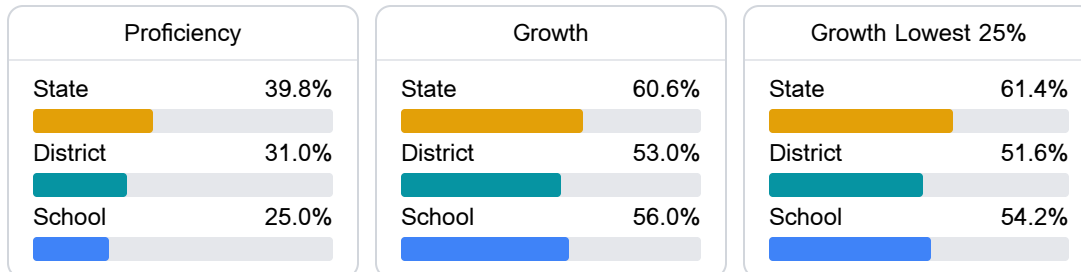 Proficiency
State 39.8%
District 31.0%
School 25.0%
Growth
State 60.6%
District 53.0%
School 56.0%
Growth Lowest 25%
State 61.4%
District 51.6%
School 54.2%